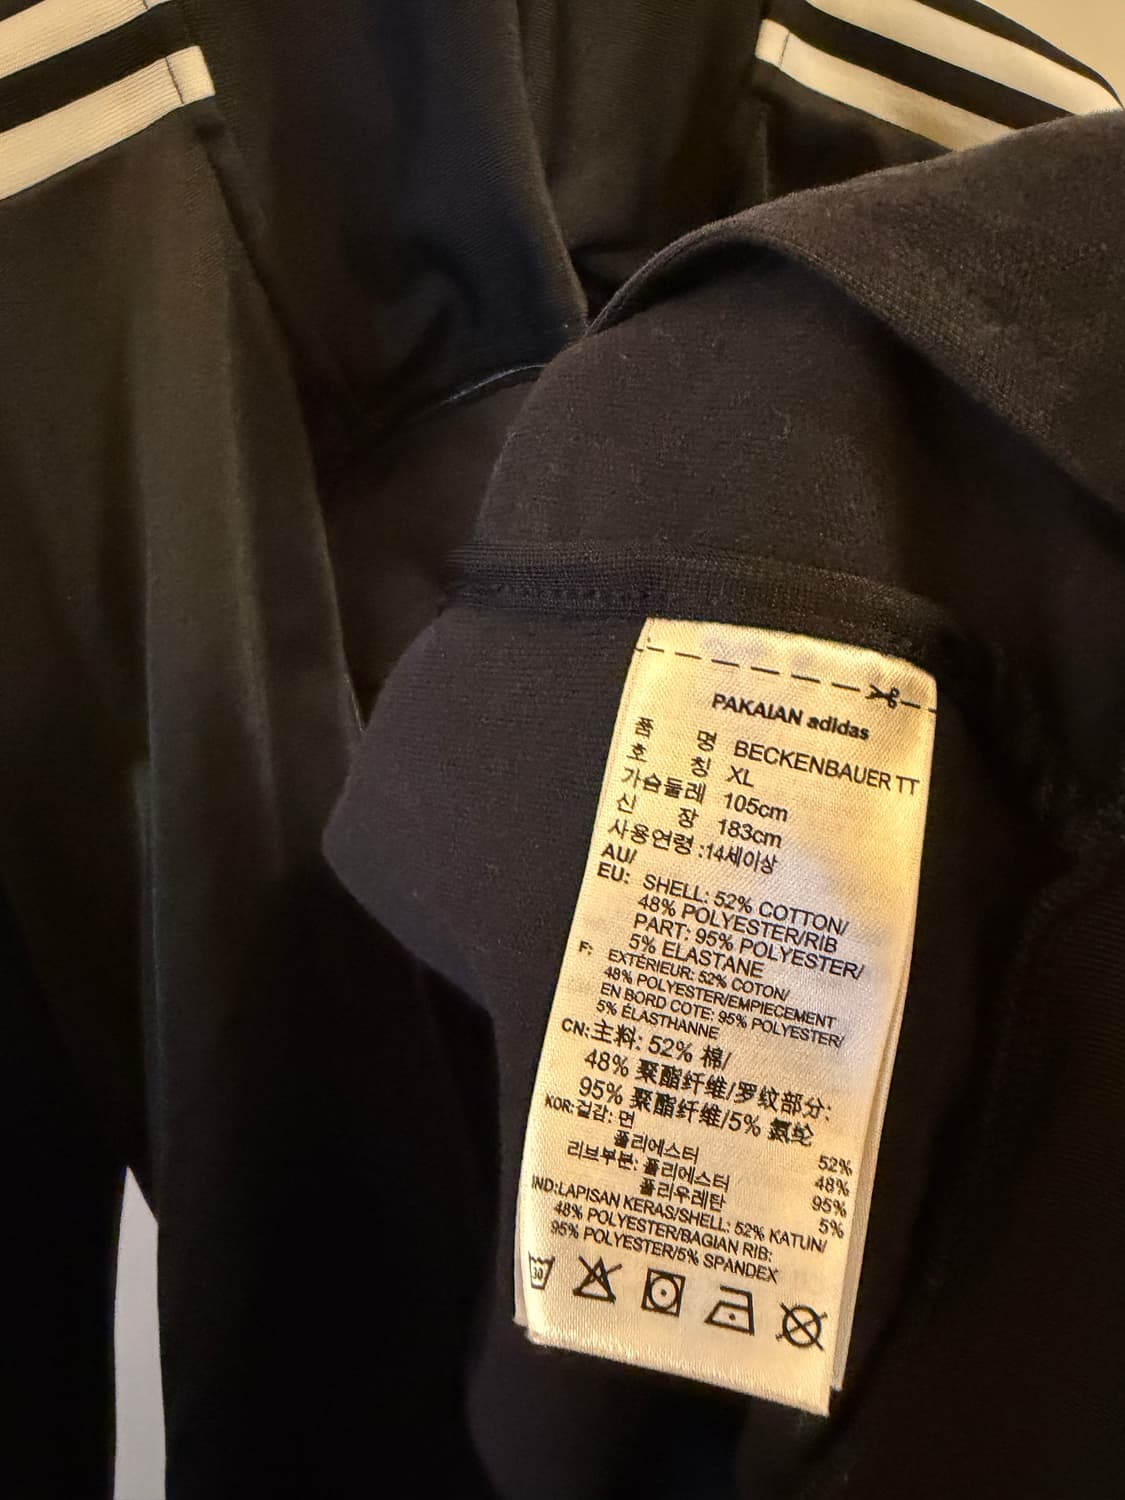 PAKAIAN adidas
품 명 BECKENBAUER TT
호 칭 XL
가슴둘레 105cm
신 장 183cm
사용연령 :14세이상
AU/
EU: SHELL: 52% COTTON/
48% POLYESTER/RIB
PART: 95% POLYESTER/
5% ELASTANE
F: EXTÉRIEUR: 52% COTON/
48% POLYESTER/EMPIECEMENT
EN BORD COTE: 95% POLYESTER/
5% ÉLASTHANNE
CN:主料: 52% 棉/
48% 聚酯纤维/罗纹部分:
95% 聚酯纤维/5% 氨纶
KOR:겉감: 면 52%
폴리에스터 48%
리브부분: 폴리에스터 95%
폴리우레탄 5%
IND:LAPISAN KERAS/SHELL: 52% KATUN/
48% POLYESTER/BAGIAN RIB:
95% POLYESTER/5% SPANDEX
30